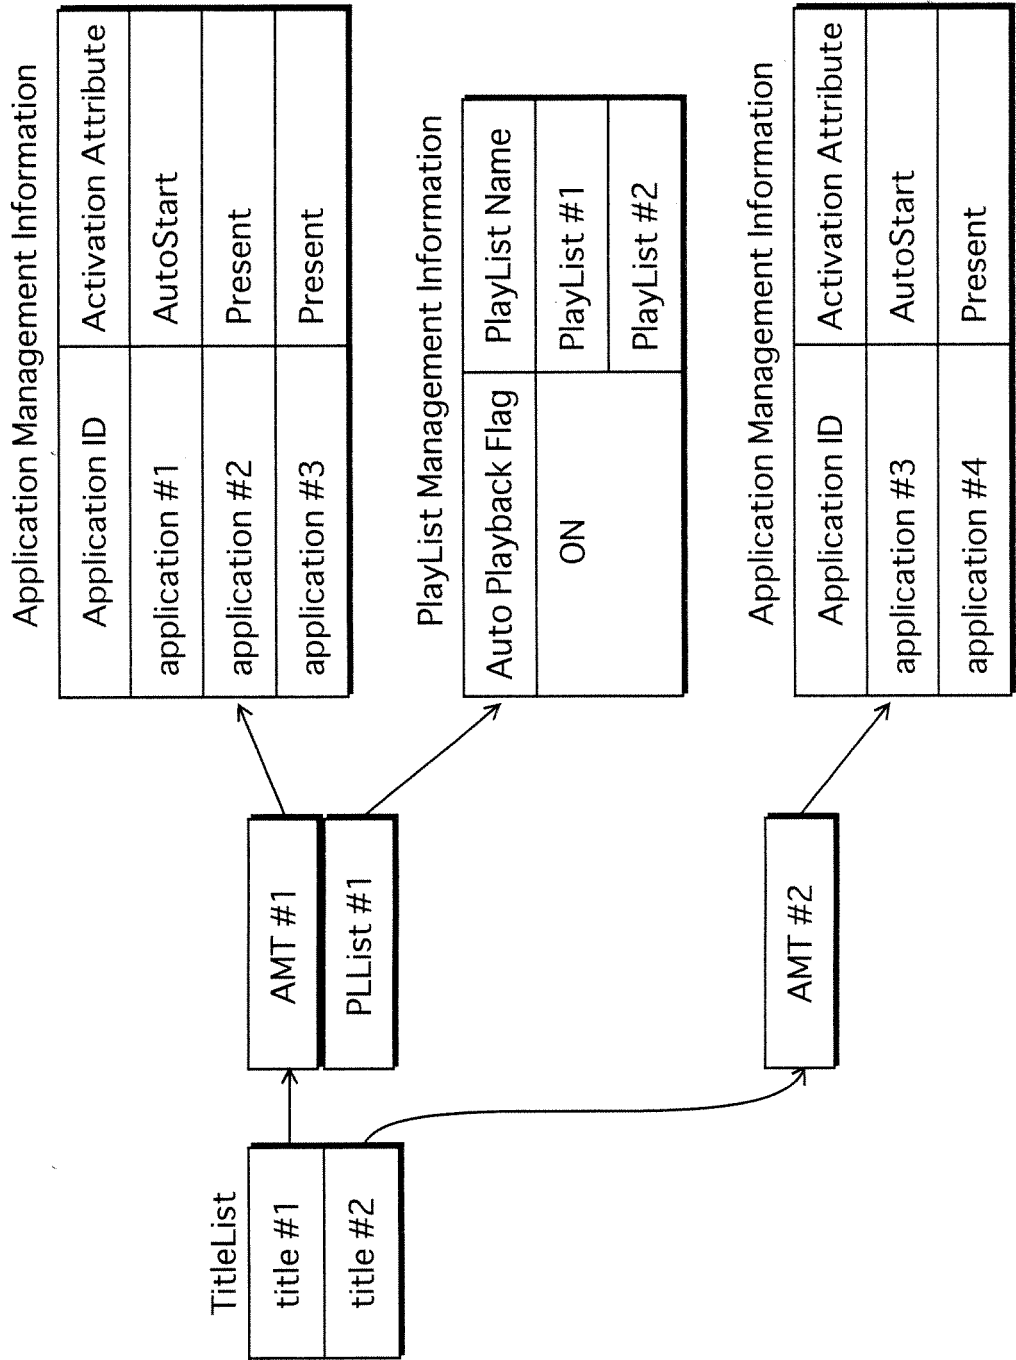 TitleList
title #1
title #2
AMT #1
PLList #1
AMT #2
Application Management Information
Application ID Activation Attribute
application #1 AutoStart
application #2 Present
application #3 Present
PlayList Management Information
Auto Playback Flag PlayList Name
ON PlayList #1
PlayList #2
Application Management Information
Application ID Activation Attribute
application #3 AutoStart
application #4 Present